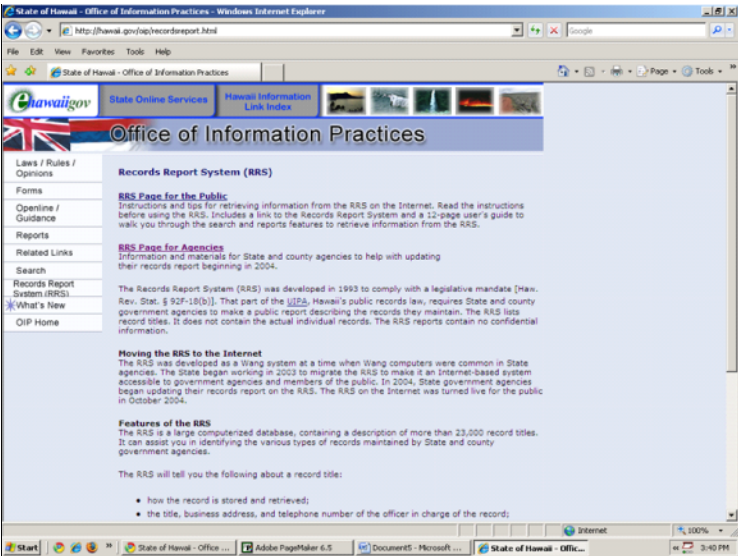 State of Hawaii - Office of Information Practices - Windows Internet Explorer
http://hawaii.gov/oip/recordsreport.html
Google
File Edit View Favorites Tools Help
State of Hawaii - Office of Information Practices
Page Tools
ehawaiigov
State Online Services
Hawaii Information
Link Index
Office of Information Practices
Laws / Rules /
Opinions
Forms
Openline /
Guidance
Reports
Related Links
Search
Records Report
System (RRS)
What's New
OIP Home
Records Report System (RRS)
RRS Page for the Public
Instructions and tips for retrieving information from the RRS on the Internet. Read the instructions
before using the RRS. Includes a link to the Records Report System and a 12-page user's guide to
walk you through the search and reports features to retrieve information from the RRS.
RRS Page for Agencies
Information and materials for State and county agencies to help with updating
their records report beginning in 2004.
The Records Report System (RRS) was developed in 1993 to comply with a legislative mandate [Haw.
Rev. Stat. § 92F-18(b)]. That part of the UIPA, Hawaii's public records law, requires State and county
government agencies to make a public report describing the records they maintain. The RRS lists
record titles. It does not contain the actual individual records. The RRS reports contain no confidential
information.
Moving the RRS to the Internet
The RRS was developed as a Wang system at a time when Wang computers were common in State
agencies. The State began working in 2003 to migrate the RRS to make it an Internet-based system
accessible to government agencies and members of the public. In 2004, State government agencies
began updating their records report on the RRS. The RRS on the Internet was turned live for the public
in October 2004.
Features of the RRS
The RRS is a large computerized database, containing a description of more than 23,000 record titles.
It can assist you in identifying the various types of records maintained by State and county
government agencies.
The RRS will tell you the following about a record title:
• how the record is stored and retrieved;
• the title, business address, and telephone number of the officer in charge of the record;
Internet 100%
Start
State of Hawaii - Office ...
Adobe PageMaker 6.5
Document5 - Microsoft ...
State of Hawaii - Offic...
3:40 PM